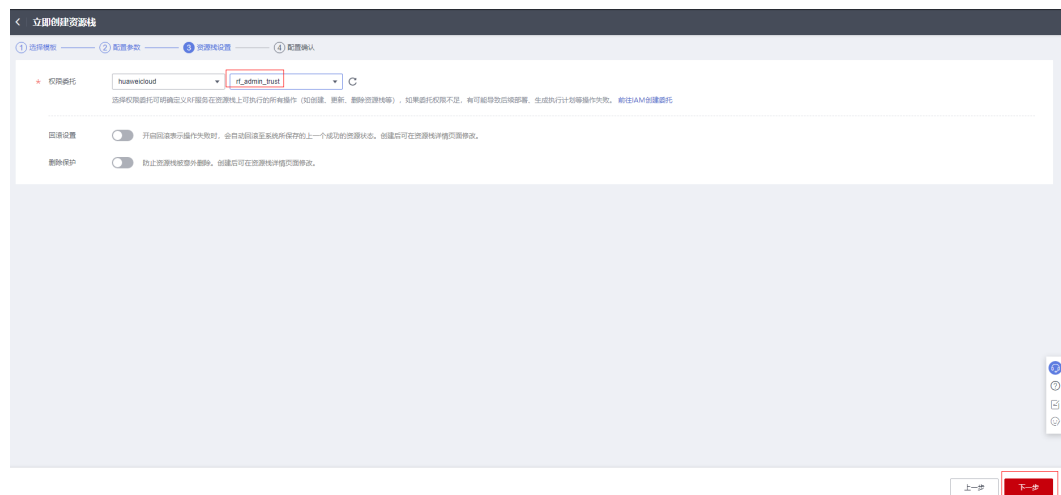 立即创建资源栈
1 选择模板 2 配置参数 3 资源栈设置 4 配置确认
* 权限委托 huaweicloud rf_admin_trust
选择权限委托可明确定义RF服务在资源栈上可执行的所有操作（如创建、更新、删除资源栈等），如果委托权限不足，有可能导致后续部署、生成执行计划等操作失败。 前往IAM创建委托
回滚设置 开启回滚表示操作失败时，会自动回滚至系统所保存的上一个成功的资源状态。创建后可在资源栈详情页面修改。
删除保护 防止资源栈被意外删除。创建后可在资源栈详情页面修改。
上一步 下一步